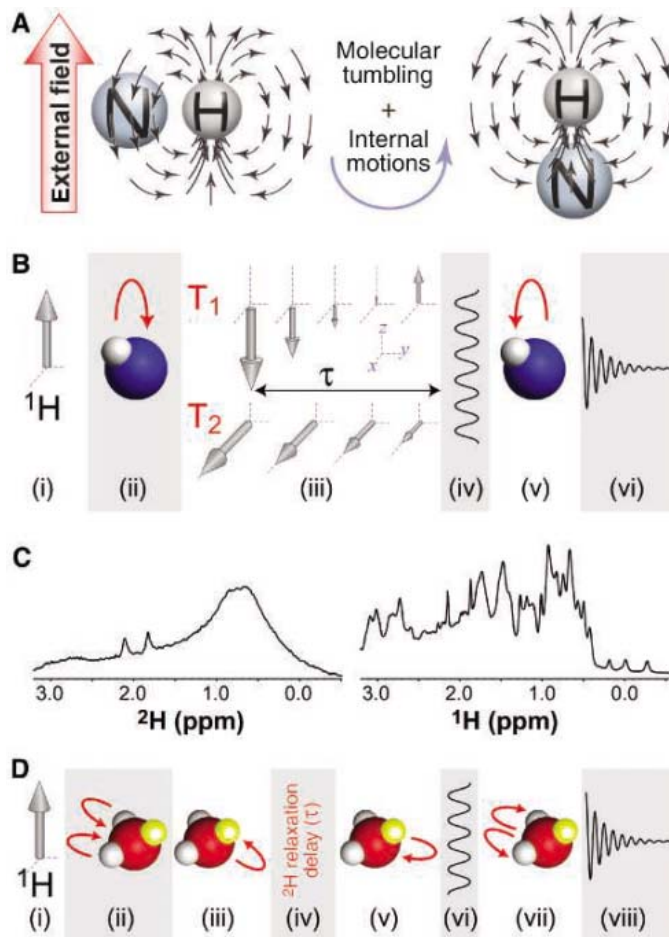 A
External field
N
H
Molecular
tumbling
+
Internal
motions
H
N
B
T1
z
x
y
τ
T2
1H
(i)
(ii)
(iii)
(iv)
(v)
(vi)
C
3.0
2.0
1.0
0.0
2H (ppm)
3.0
2.0
1.0
0.0
1H (ppm)
D
2H relaxation
delay (τ)
1H
(i)
(ii)
(iii)
(iv)
(v)
(vi)
(vii)
(viii)